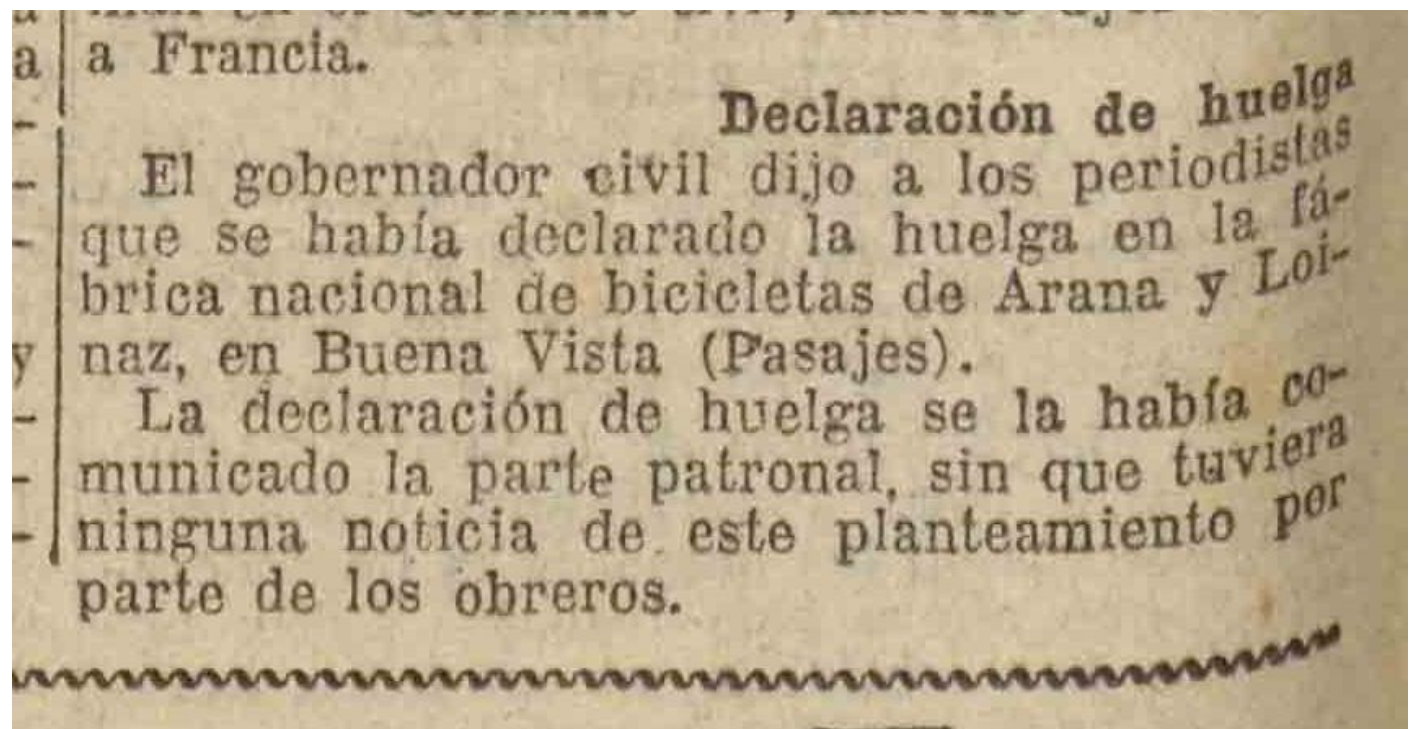 a Francia.
Declaración de huelga
El gobernador civil dijo a los periodistas
que se había declarado la huelga en la fá-
brica nacional de bicicletas de Arana y Loi-
naz, en Buena Vista (Pasajes).
La declaración de huelga se la había co-
municado la parte patronal, sin que tuviera
ninguna noticia de este planteamiento por
parte de los obreros.